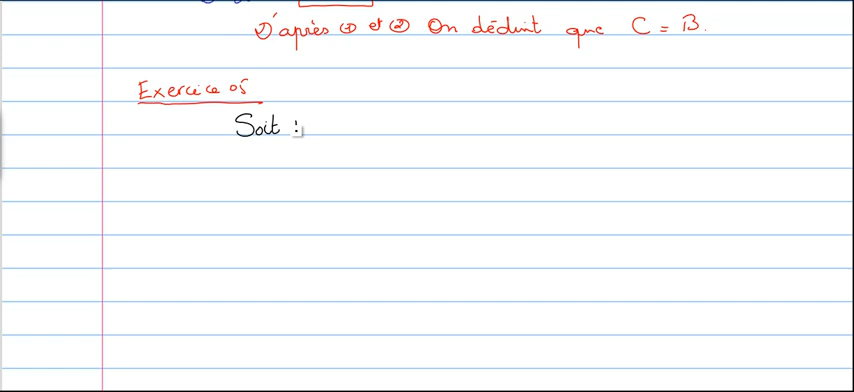 D'après ① et ② On déduit que C = B.
Exercice 05
Soit :